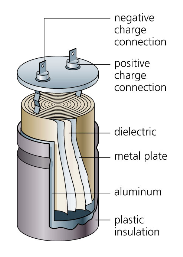 negative
charge
connection
positive
charge
connection
dielectric
metal plate
aluminum
plastic
insulation